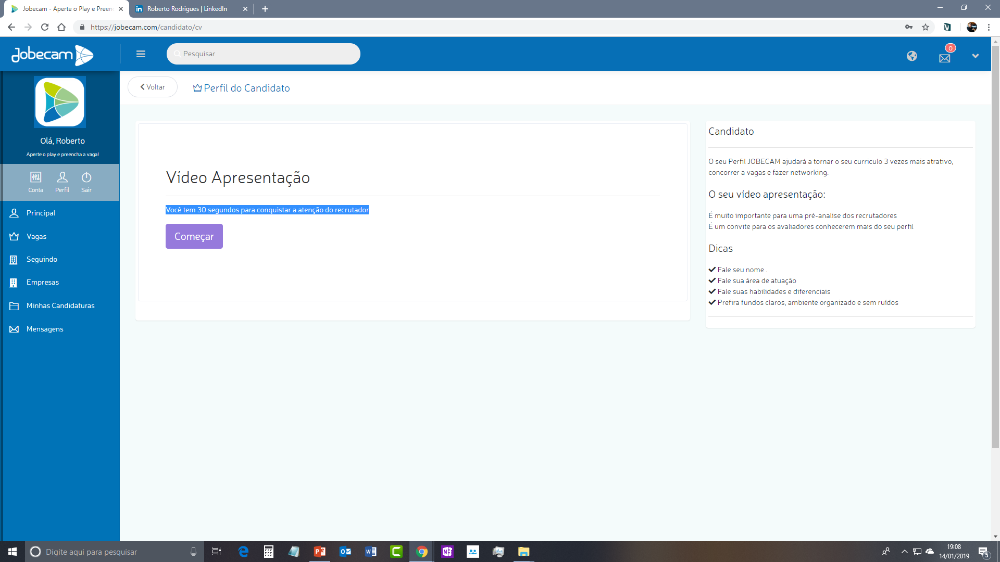 Jobecam - Aperte o Play e Preen
Roberto Rodrigues | LinkedIn
https://jobecam.com/candidato/cv
Jobecam
Pesquisar
0
Voltar
Perfil do Candidato
Olá, Roberto
Aperte o play e preencha a vaga!
Conta
Perfil
Sair
Principal
Vagas
Seguindo
Empresas
Minhas Candidaturas
Mensagens
Vídeo Apresentação
Você tem 30 segundos para conquistar a atenção do recrutador
Começar
Candidato
O seu Perfil JOBECAM ajudará a tornar o seu curriculo 3 vezes mais atrativo,
concorrer a vagas e fazer networking.
O seu vídeo apresentação:
É muito importante para uma pré-analise dos recrutadores
É um convite para os avaliadores conhecerem mais do seu perfil
Dicas
Fale seu nome .
Fale sua área de atuação
Fale suas habilidades e diferenciais
Prefira fundos claros, ambiente organizado e sem ruídos
Digite aqui para pesquisar
19:08
14/01/2019
5